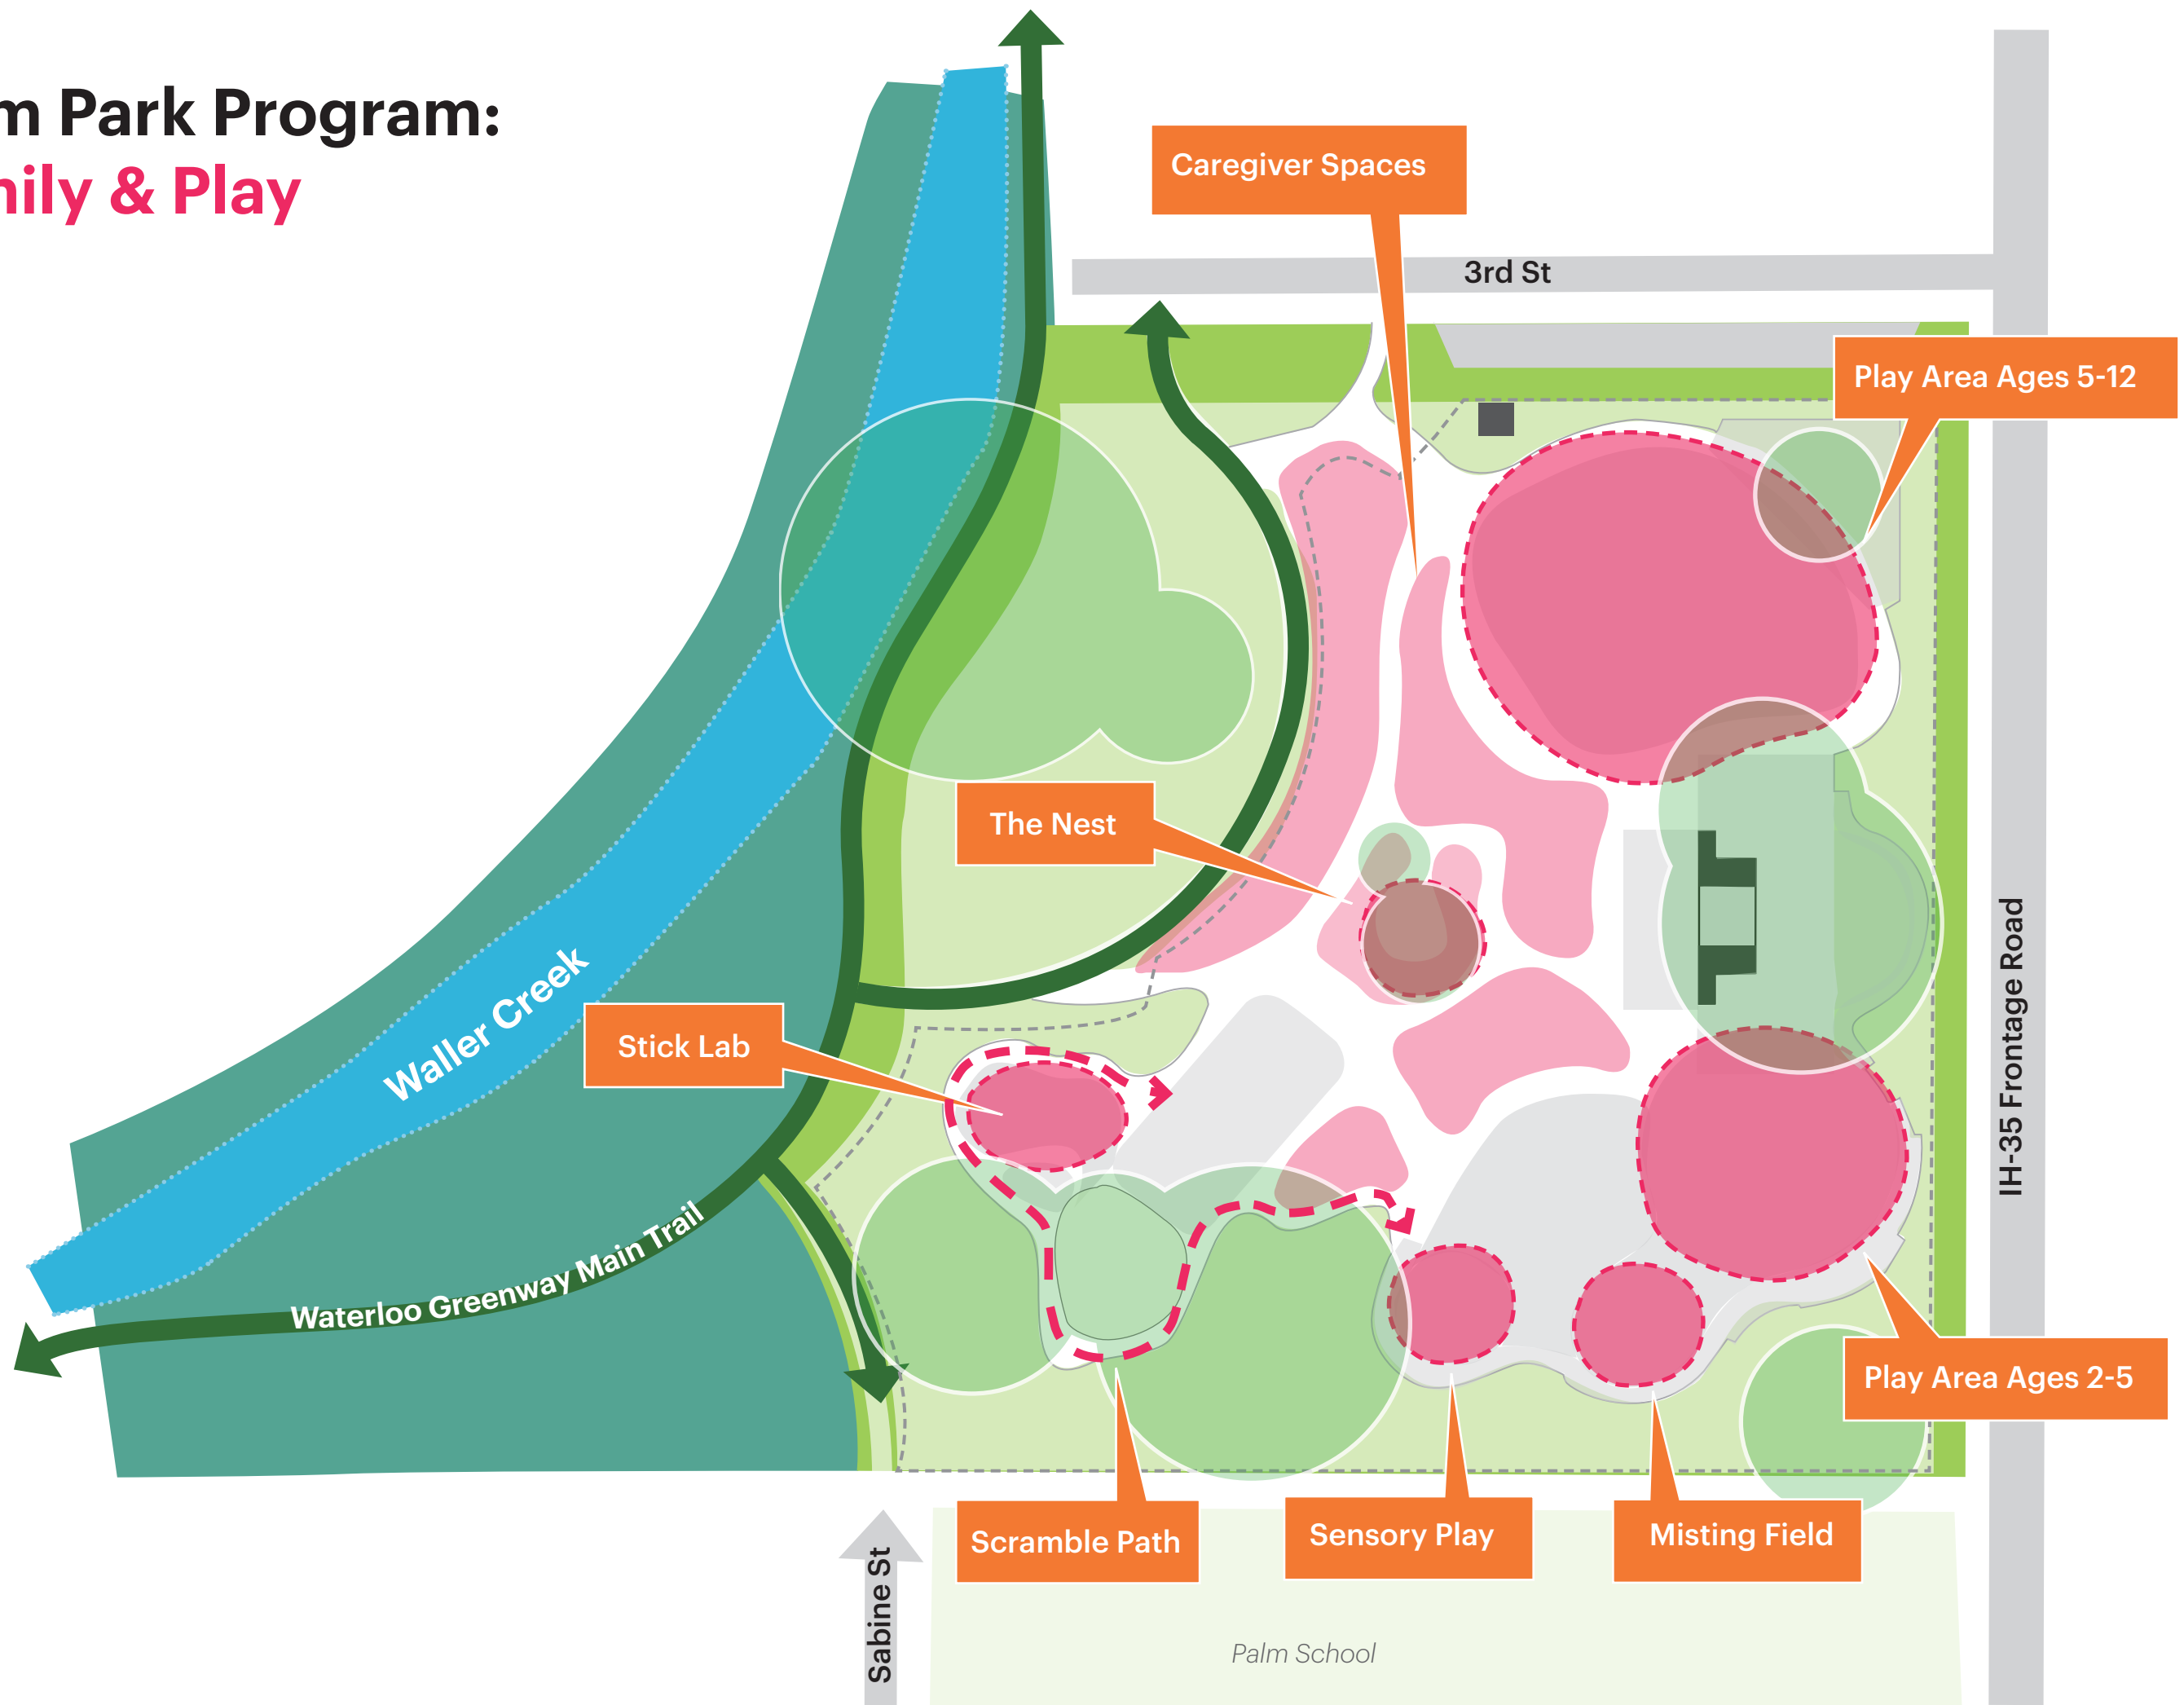 m Park Program:
ily & Play
Caregiver Spaces
3rd St
Play Area Ages 5-12
The Nest
Waller Creek
Stick Lab
IH-35 Frontage Road
Waterloo Greenway Main Trail
Play Area Ages 2-5
Scramble Path
Sensory Play
Misting Field
Sabine St
Palm School